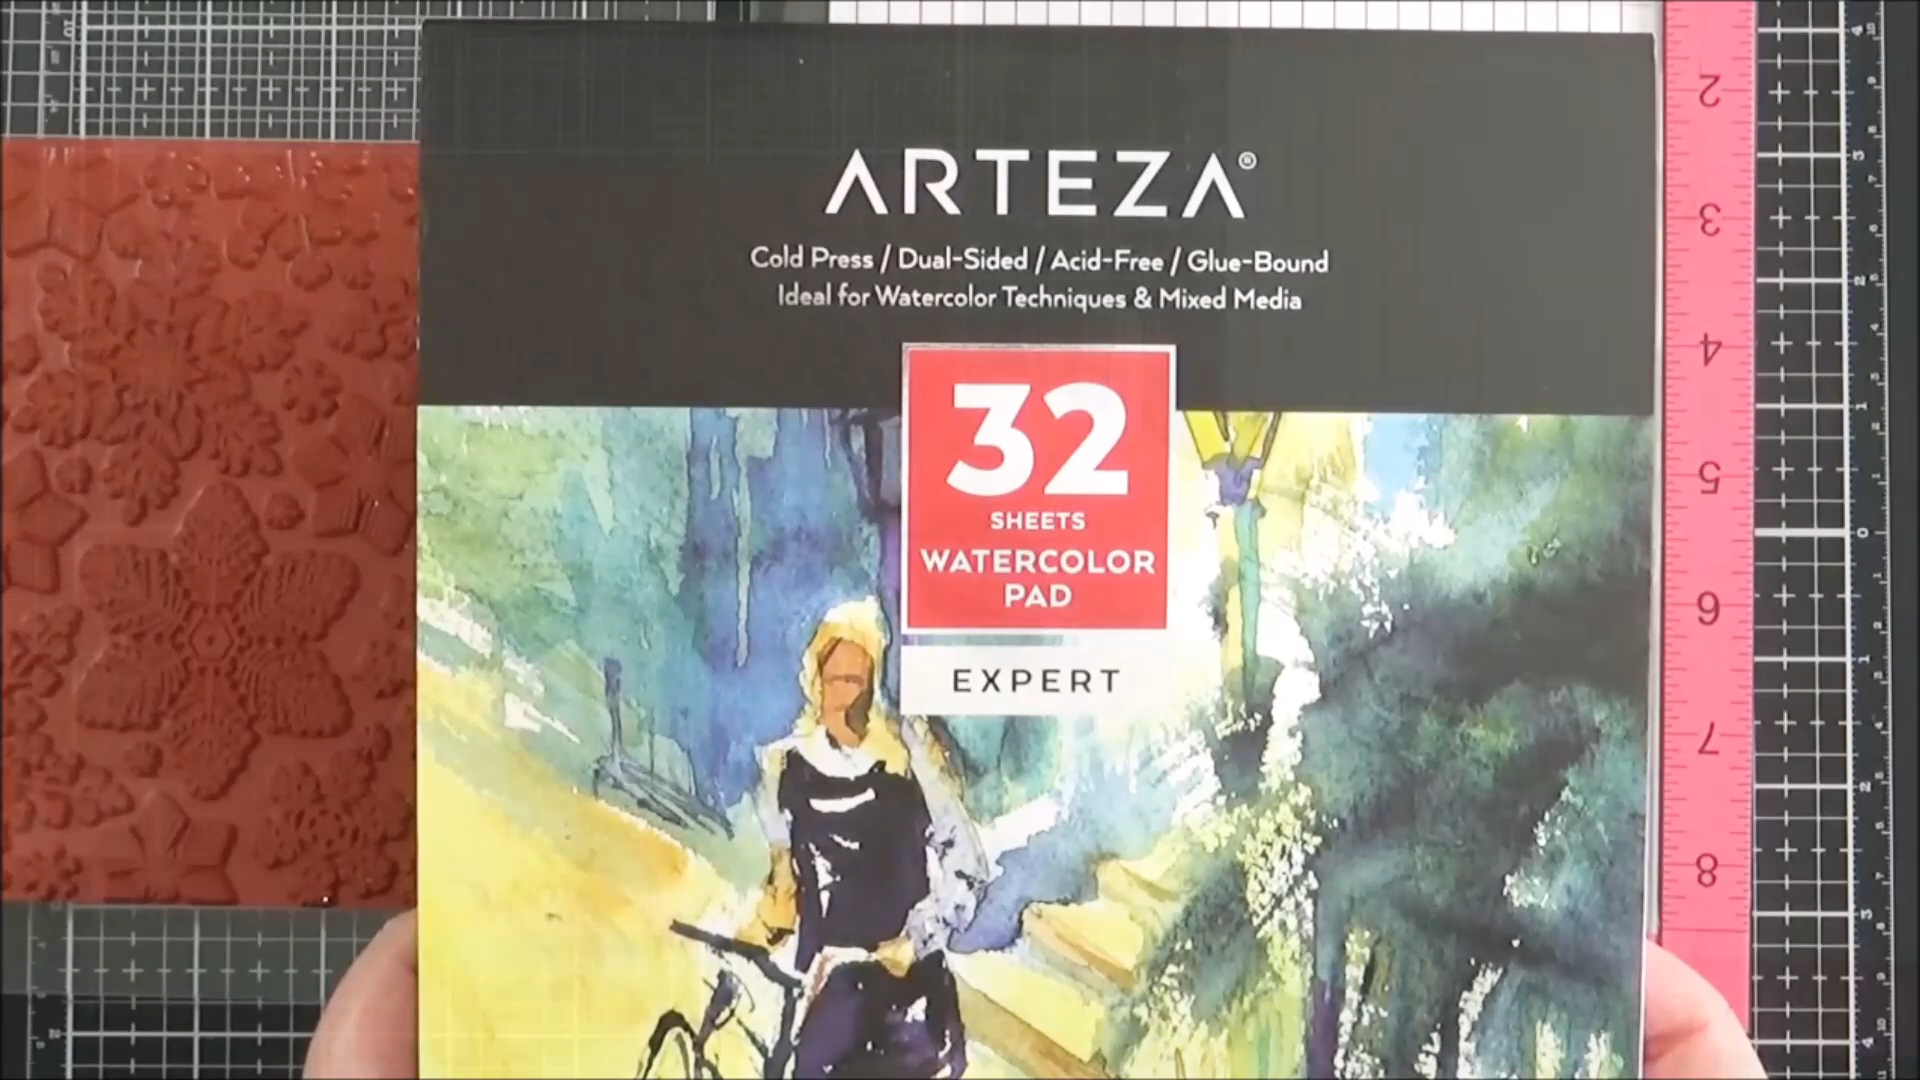 ARTEZA®
Cold Press / Dual-Sided / Acid-Free / Glue-Bound
Ideal for Watercolor Techniques & Mixed Media
32
SHEETS
WATERCOLOR
PAD
EXPERT
2
3
4
5
6
7
8